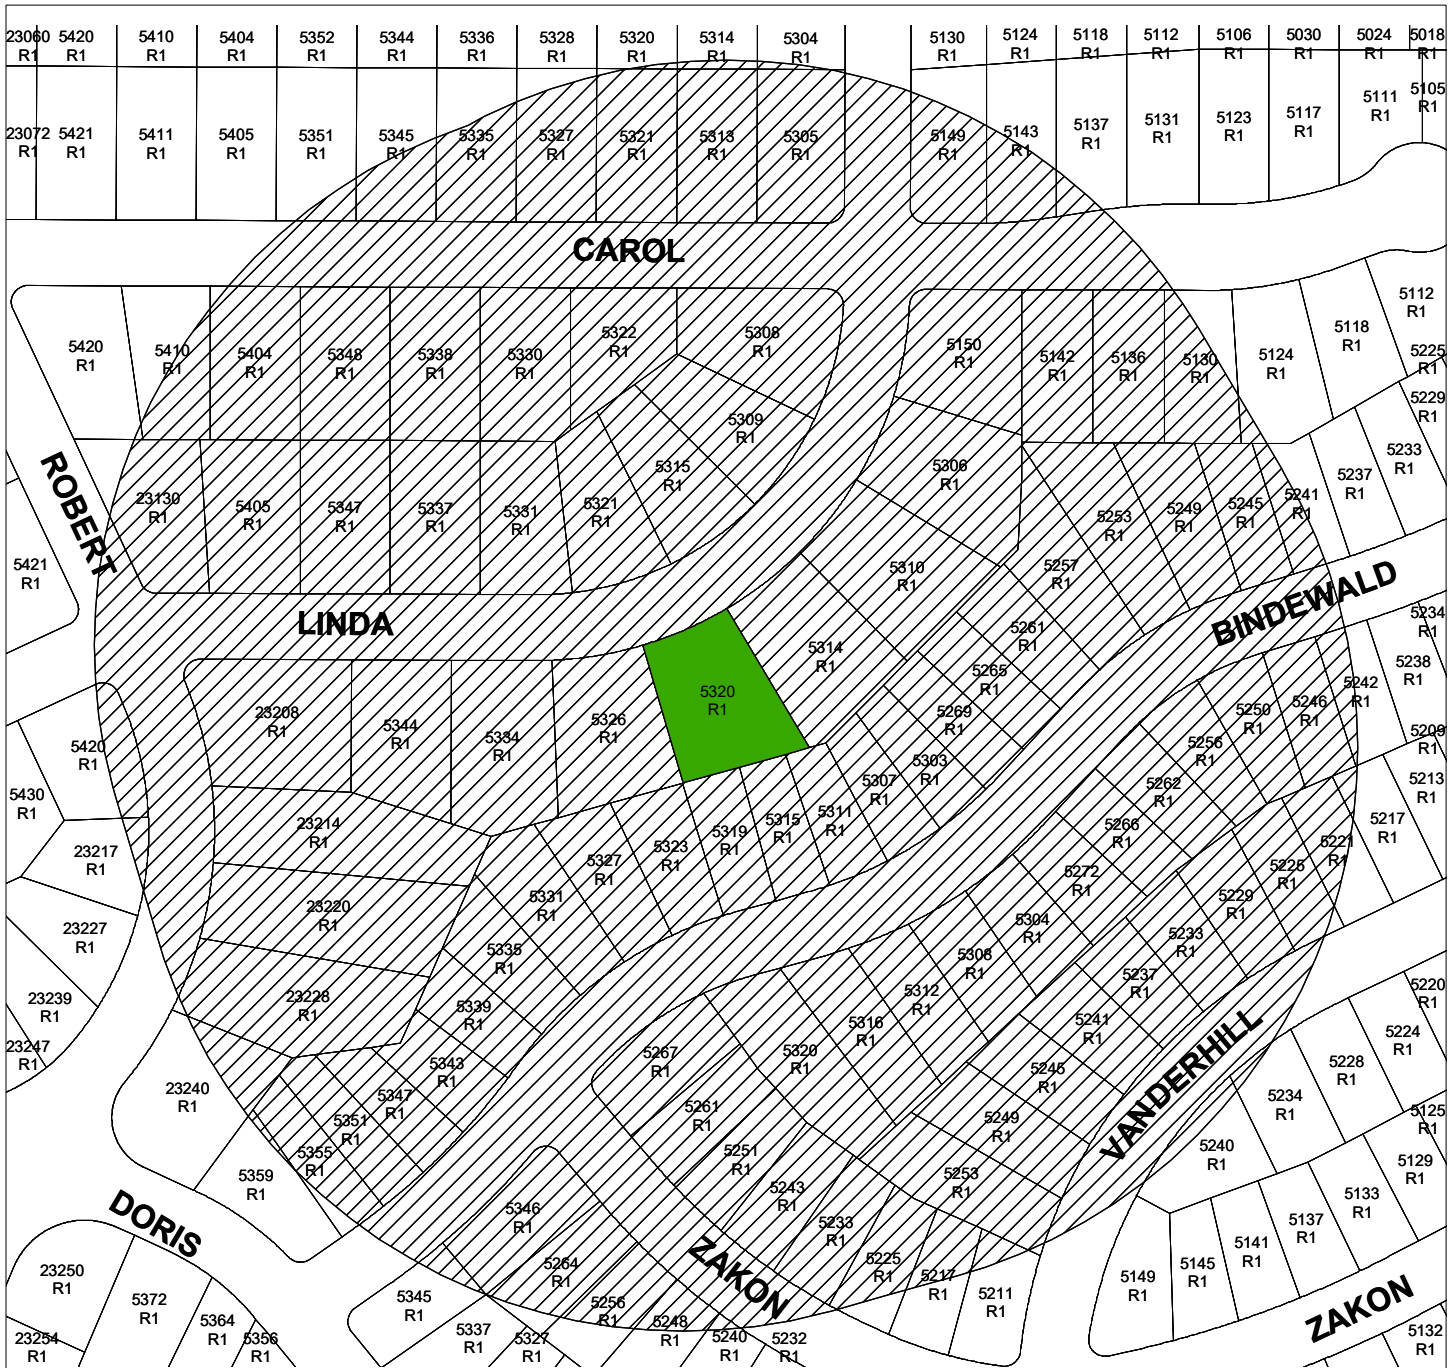 23060 5420 5410 5404 5352 5344 5336 5328 5320 5314 5304 5130 5124 5118 5112 5106 5030 5024 5018
R1 R1 R1 R1 R1 R1 R1 R1 R1 R1 R1 R1 R1 R1 R1 R1 R1 R1 R1
23072 5421 5411 5405 5351 5345 5335 5327 5321 5313 5305 5149 5143 5137 5131 5123 5117 5111 5105
R1 R1 R1 R1 R1 R1 R1 R1 R1 R1 R1 R1 R1 R1 R1 R1 R1 R1 R1
CAROL
5420 5410 5404 5348 5338 5330 5322 5308 5150 5142 5136 5130 5124 5118 5112
R1 R1 R1 R1 R1 R1 R1 R1 R1 R1 R1 R1 R1 R1 R1
5225
R1
5309 5229
R1 R1
ROBERT
5315 5306 5237 5233
R1 R1 R1 R1
23130 5405 5347 5337 5331 5321 5253 5249 5245 5241
R1 R1 R1 R1 R1 R1 R1 R1 R1 R1
5421 5310 5257
R1 R1 R1
BINDEWALD
LINDA
5314 5261 5234
R1 R1 R1
5320 5265 5238
R1 R1 R1
23208 5344 5334 5326 5269 5250 5246 5242
R1 R1 R1 R1 R1 R1 R1 R1
5420 5303 5256 5209
R1 R1 R1 R1
5430 5307 5262 5213
R1 R1 R1 R1
23214 5319 5315 5311 5266 5217
R1 R1 R1 R1 R1 R1
23217 5327 5323 5272 5225 5221
R1 R1 R1 R1 R1 R1
23220 5331 5229
R1 R1 R1
23227 5304 5233
R1 R1 R1
5335 5308 5237
R1 R1 R1
23239 23228 5339 5312 5220
R1 R1 R1 R1 R1
5316 5241 5224
R1 R1 R1
VANDERHILL
23247 5343 5267 5320 5245 5228
R1 R1 R1 R1 R1 R1
23240 5347 5261 5249 5234 5125
R1 R1 R1 R1 R1 R1
5351 5251 5240
R1 R1 R1
5359 5355 5243 5253 5129
R1 R1 R1 R1 R1
DORIS
5346 5233 5137 5133
R1 R1 R1 R1
23250 5264 5225 5217 5149 5145 5141
R1 R1 R1 R1 R1 R1 R1
ZAKON
5372 5345 5256 5211
R1 R1 R1 R1
ZAKON
23254 5364 5356 5337 5327 5248 5240 5232 5132
R1 R1 R1 R1 R1 R1 R1 R1 R1